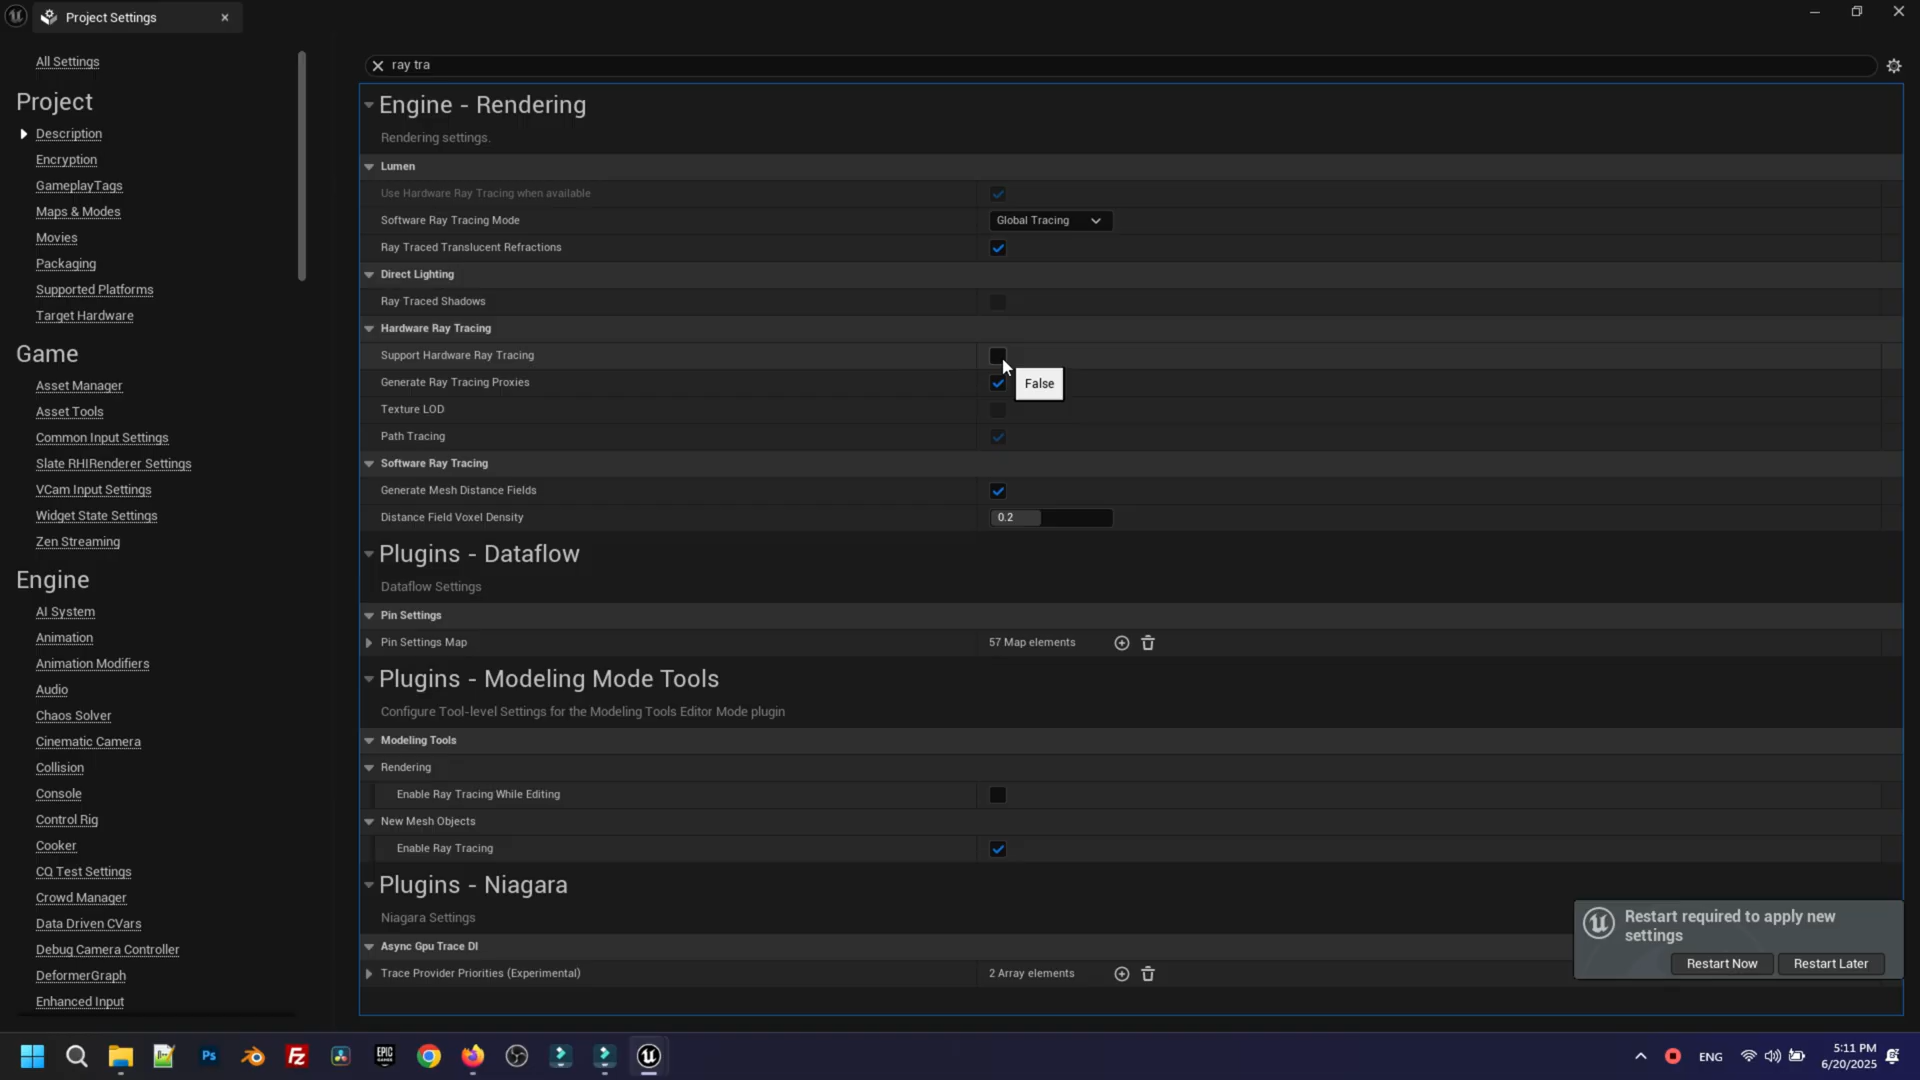 Project Settings
ray tra
All Settings
Project
Description
Encryption
GameplayTags
Maps & Modes
Movies
Packaging
Supported Platforms
Target Hardware
Game
Asset Manager
Asset Tools
Common Input Settings
Slate RHIRenderer Settings
VCam Input Settings
Widget State Settings
Zen Streaming
Engine
AI System
Animation
Animation Modifiers
Audio
Chaos Solver
Cinematic Camera
Collision
Console
Control Rig
Cooker
CQ Test Settings
Crowd Manager
Data Driven CVars
Debug Camera Controller
DeformerGraph
Enhanced Input
Engine - Rendering
Rendering settings.
Lumen
Use Hardware Ray Tracing when available
Software Ray Tracing Mode Global Tracing
Ray Traced Translucent Refractions
Direct Lighting
Ray Traced Shadows
Hardware Ray Tracing
Support Hardware Ray Tracing
Generate Ray Tracing Proxies False
Texture LOD
Path Tracing
Software Ray Tracing
Generate Mesh Distance Fields
Distance Field Voxel Density 0.2
Plugins - Dataflow
Dataflow Settings
Pin Settings
Pin Settings Map 57 Map elements
Plugins - Modeling Mode Tools
Configure Tool-level Settings for the Modeling Tools Editor Mode plugin
Modeling Tools
Rendering
Enable Ray Tracing While Editing
New Mesh Objects
Enable Ray Tracing
Plugins - Niagara
Niagara Settings
Async Gpu Trace DI
Trace Provider Priorities (Experimental) 2 Array elements
Restart required to apply new
settings
Restart Now Restart Later
Ps
FZ
EPIC
GAMES
ENG
5:11 PM
6/20/2025